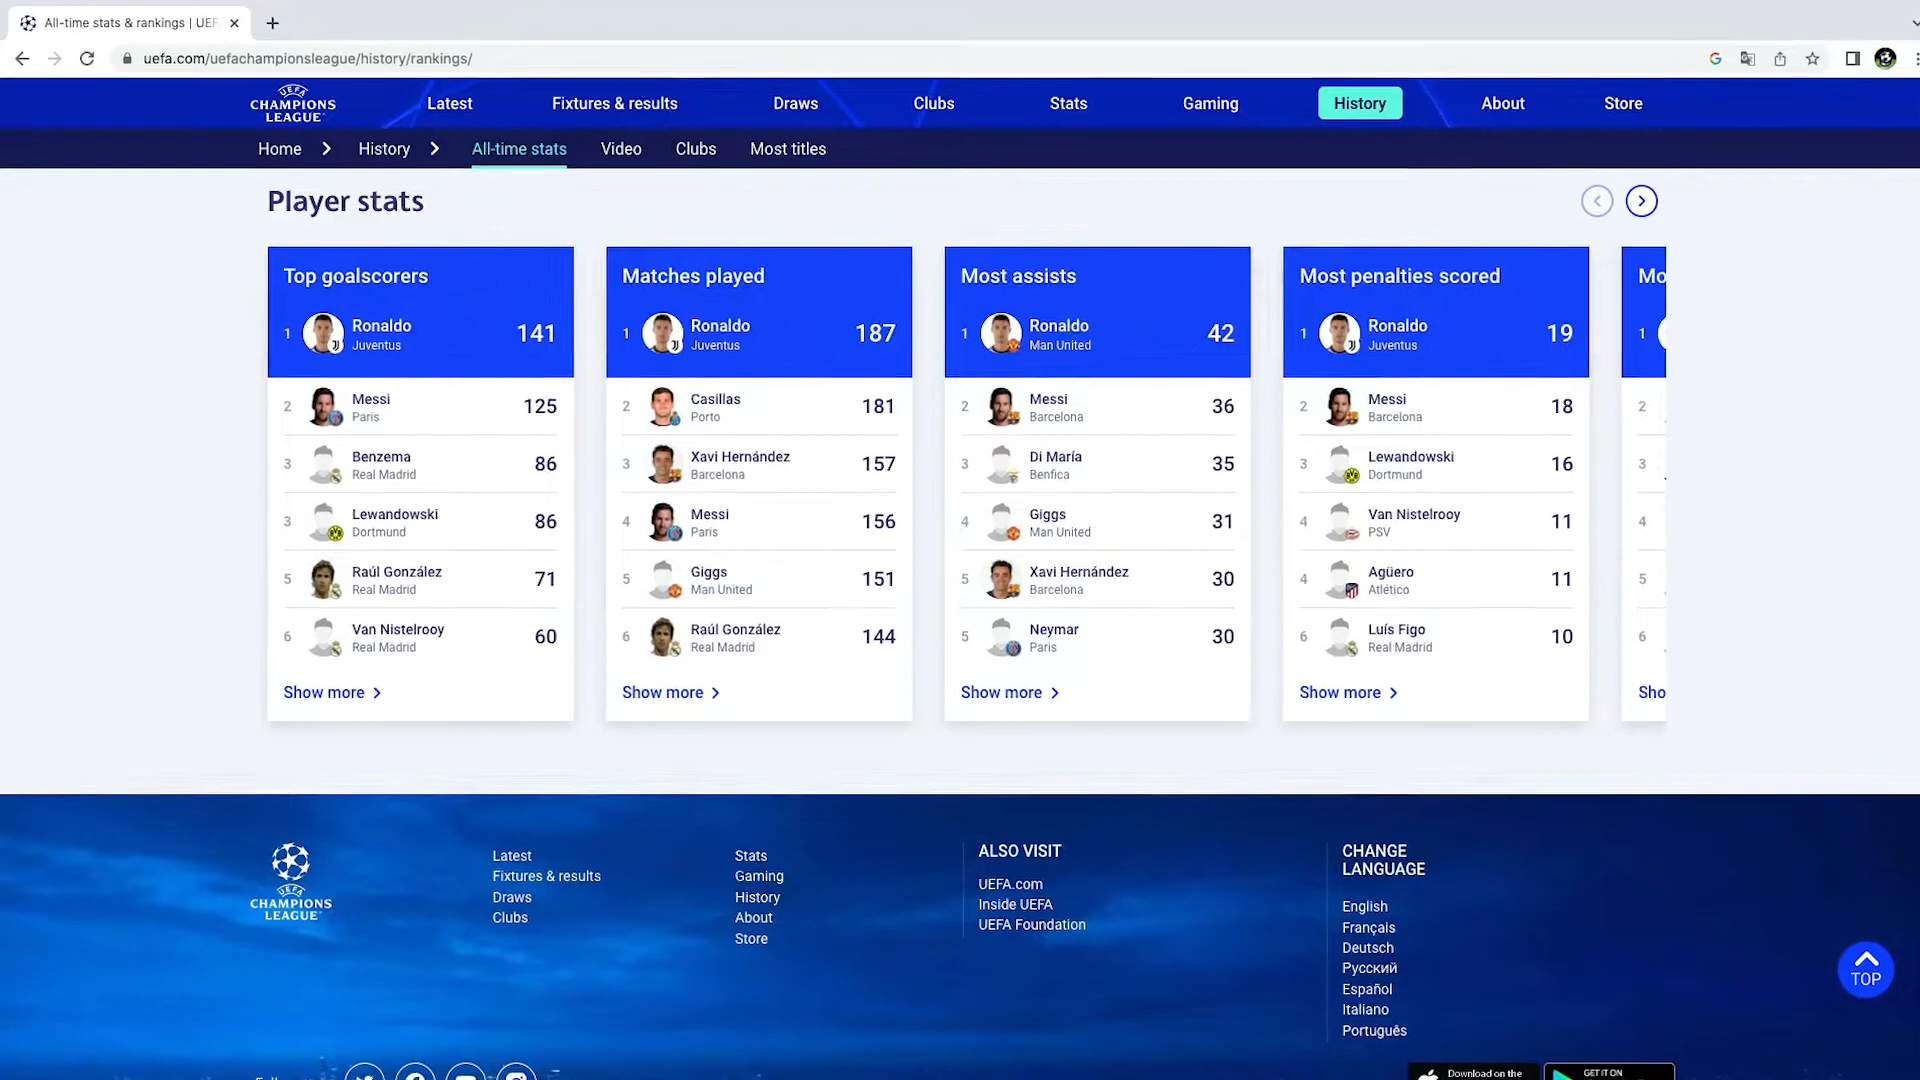 All-time stats & rankings | UEF
uefa.com/uefachampionsleague/history/rankings/
UEFA CHAMPIONS LEAGUE
Latest Fixtures & results Draws Clubs Stats Gaming History About Store
Home History All-time stats Video Clubs Most titles
Player stats
Top goalscorers
1 Ronaldo 141
Juventus
2 Messi 125
Paris
3 Benzema 86
Real Madrid
3 Lewandowski 86
Dortmund
5 Raúl González 71
Real Madrid
6 Van Nistelrooy 60
Real Madrid
Show more
Matches played
1 Ronaldo 187
Juventus
2 Casillas 181
Porto
3 Xavi Hernández 157
Barcelona
4 Messi 156
Paris
5 Giggs 151
Man United
6 Raúl González 144
Real Madrid
Show more
Most assists
1 Ronaldo 42
Man United
2 Messi 36
Barcelona
3 Di María 35
Benfica
4 Giggs 31
Man United
5 Xavi Hernández 30
Barcelona
5 Neymar 30
Paris
Show more
Most penalties scored
1 Ronaldo 19
Juventus
2 Messi 18
Barcelona
3 Lewandowski 16
Dortmund
4 Van Nistelrooy 11
PSV
4 Agüero 11
Atlético
6 Luís Figo 10
Real Madrid
Show more
Mo
1
2
3
4
5
6
Sho
UEFA
CHAMPIONS
LEAGUE
Latest
Fixtures & results
Draws
Clubs
Stats
Gaming
History
About
Store
ALSO VISIT
UEFA.com
Inside UEFA
UEFA Foundation
CHANGE
LANGUAGE
English
Français
Deutsch
Русский
Español
Italiano
Português
TOP
Download on the
GET IT ON